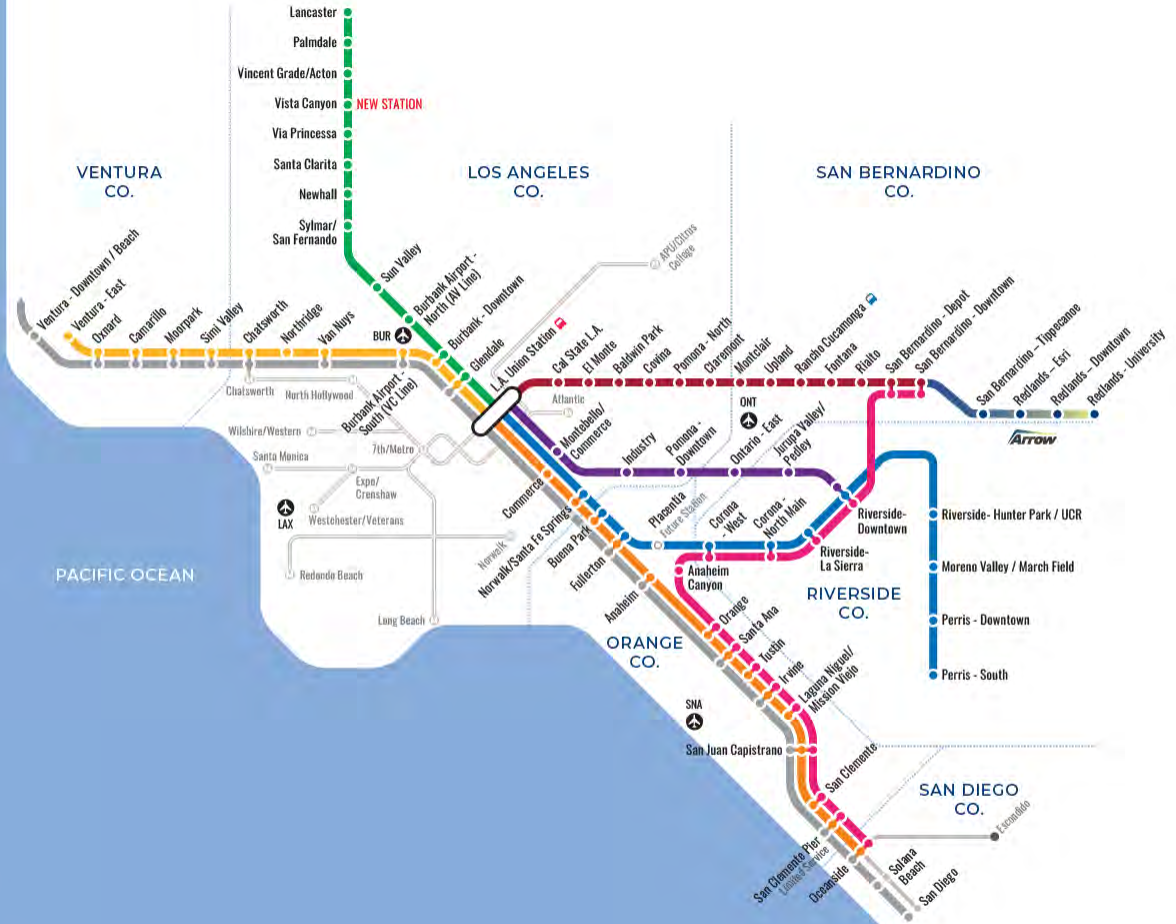 Lancaster
Palmdale
Vincent Grade/Acton
Vista Canyon
NEW STATION
Via Princessa
Santa Clarita
Newhall
Sylmar/
San Fernando
VENTURA
CO.
LOS ANGELES
CO.
SAN BERNARDINO
CO.
Sun Valley
Burbank Airport -
North (AV Line)
Burbank - Downtown
Glendale
L.A. Union Station
APU/Citrus
College
Ventura - Downtown / Beach
Ventura - East
Oxnard
Camarillo
Moorpark
Simi Valley
Chatsworth
Northridge
Van Nuys
BUR
Burbank Airport -
South (VC Line)
Cal State L.A.
El Monte
Baldwin Park
Covina
Pomona - North
Claremont
Montclair
Upland
Rancho Cucamonga
Fontana
Rialto
San Bernardino - Depot
San Bernardino - Downtown
San Bernardino - Tippecanoe
Redlands - Esri
Redlands - Downtown
Redlands - University
Arrow
Chatsworth
North Hollywood
Wilshire/Western
7th/Metro
Santa Monica
Expo/
Crenshaw
LAX
Westchester/Veterans
Redondo Beach
Norwalk
Long Beach
Atlantic
Montebello/
Commerce
Industry
Pomona -
Downtown
ONT
Ontario - East
Jurupa Valley/
Pedley
Commerce
Norwalk/Santa Fe Springs
Buena Park
Fullerton
Anaheim
Placentia
Future Station
Corona
- West
Corona -
North Main
Riverside-
Downtown
Riverside-
La Sierra
Anaheim
Canyon
Riverside- Hunter Park / UCR
Moreno Valley / March Field
Perris - Downtown
Perris - South
PACIFIC OCEAN
RIVERSIDE
CO.
ORANGE
CO.
Orange
Santa Ana
Tustin
Irvine
Laguna Niguel/
Mission Viejo
SNA
San Juan Capistrano
San Clemente
SAN DIEGO
CO.
Escondido
San Clemente Pier
Limited Service
Oceanside
Solana
Beach
San Diego